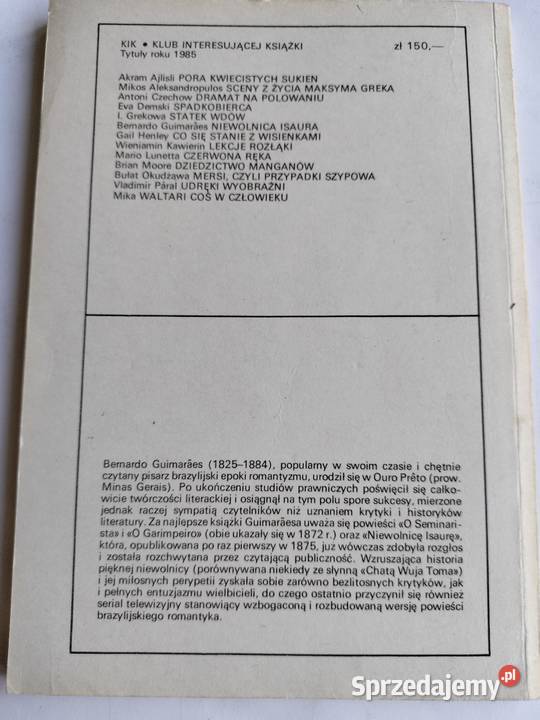 KIK • KLUB INTERESUJĄCEJ KSIĄŻKI zł 150,—
Tytuły roku 1985
Akram Ajlisli PORA KWIECISTYCH SUKIEN
Mikos Aleksandropulos SCENY Z ŻYCIA MAKSYMA GREKA
Antoni Czechow DRAMAT NA POLOWANIU
Eva Demski SPADKOBIERCA
I. Grekowa STATEK WDÓW
Bernardo Guimarães NIEWOLNICA ISAURA
Gail Henley CO SIĘ STANIE Z WISIENKAMI
Wieniamin Kawierin LEKCJE ROZŁĄKI
Mario Lunetta CZERWONA RĘKA
Brian Moore DZIEDZICTWO MANGANÓW
Bułat Okudżawa MERSI, CZYLI PRZYPADKI SZYPOWA
Vladimír Páral UDRĘKI WYOBRAŹNI
Mika WALTARI COŚ W CZŁOWIEKU
Bernardo Guimarães (1825–1884), popularny w swoim czasie i chętnie
czytany pisarz brazylijski epoki romantyzmu, urodził się w Ouro Prêto (prow.
Minas Gerais). Po ukończeniu studiów prawniczych poświęcił się całko-
wicie twórczości literackiej i osiągnął na tym polu spore sukcesy, mierzone
jednak raczej sympatią czytelników niż uznaniem krytyki i historyków
literatury. Za najlepsze książki Guimarãesa uważa się powieści «O Seminari-
sta» i «O Garimpeiro» (obie ukazały się w 1872 r.) oraz «Niewolnicę Isaurę»,
która, opublikowana po raz pierwszy w 1875, już wówczas zdobyła rozgłos
i została rozchwytana przez czytającą publiczność. Wzruszająca historia
pięknej niewolnicy (porównywana niekiedy ze słynną «Chatą Wuja Toma»)
i jej miłosnych perypetii zyskała sobie zarówno bezlitosnych krytyków, jak
i pełnych entuzjazmu wielbicieli, do czego ostatnio przyczynił się również
serial telewizyjny stanowiący wzbogaconą i rozbudowaną wersję powieści
brazylijskiego romantyka.
Sprzedajemy.pl